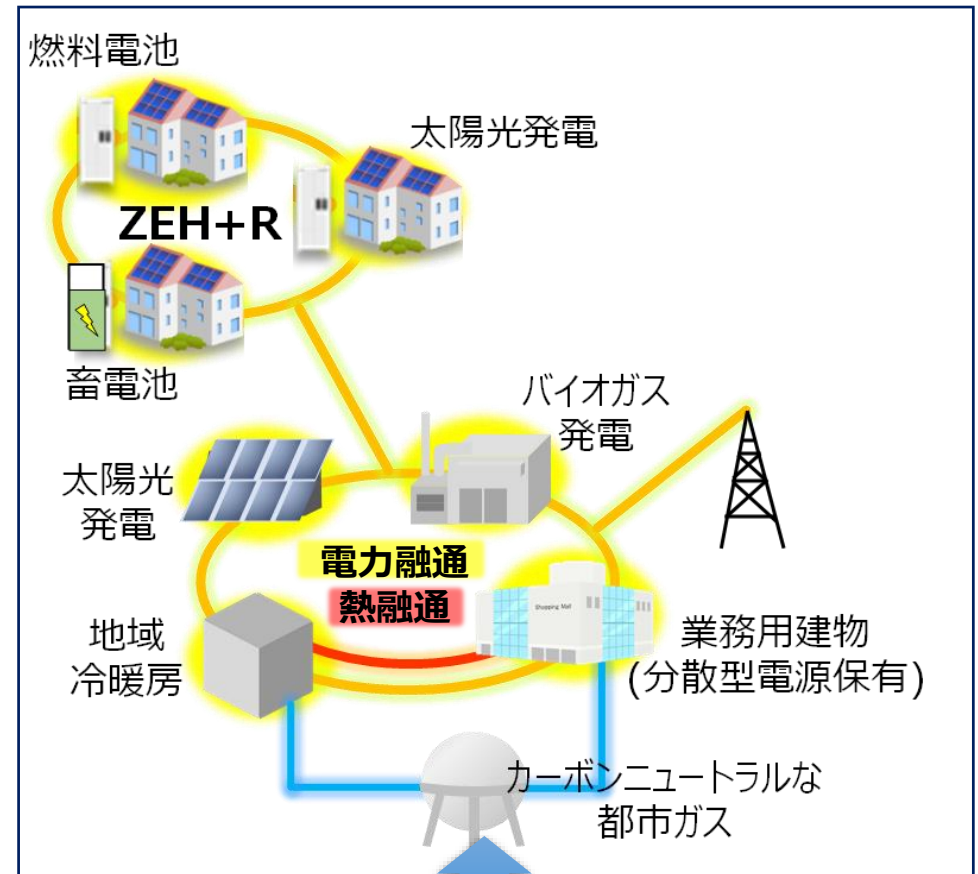 燃料電池
太陽光発電
ZEH+R
畜電池
バイオガス
発電
太陽光
発電
電力融通
熱融通
Shopping Mall
地域
冷暖房
業務用建物
(分散型電源保有)
カーボンニュートラルな
都市ガス